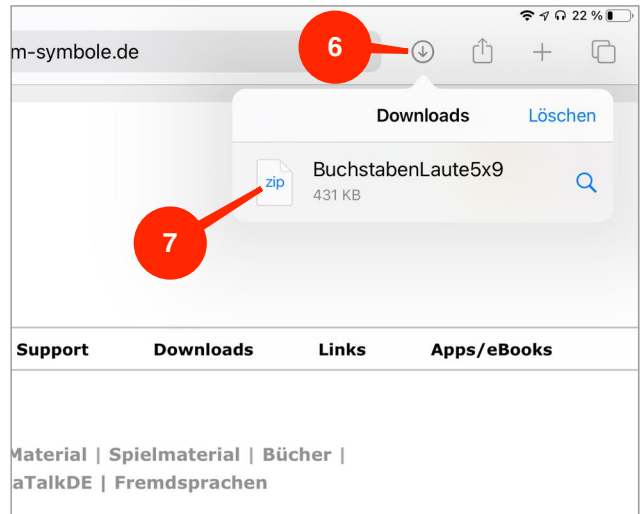 22 %
m-symbole.de
6
Downloads Löschen
zip
BuchstabenLaute5x9
431 KB
7
Support Downloads Links Apps/eBooks
Material | Spielmaterial | Bücher |
aTalkDE | Fremdsprachen